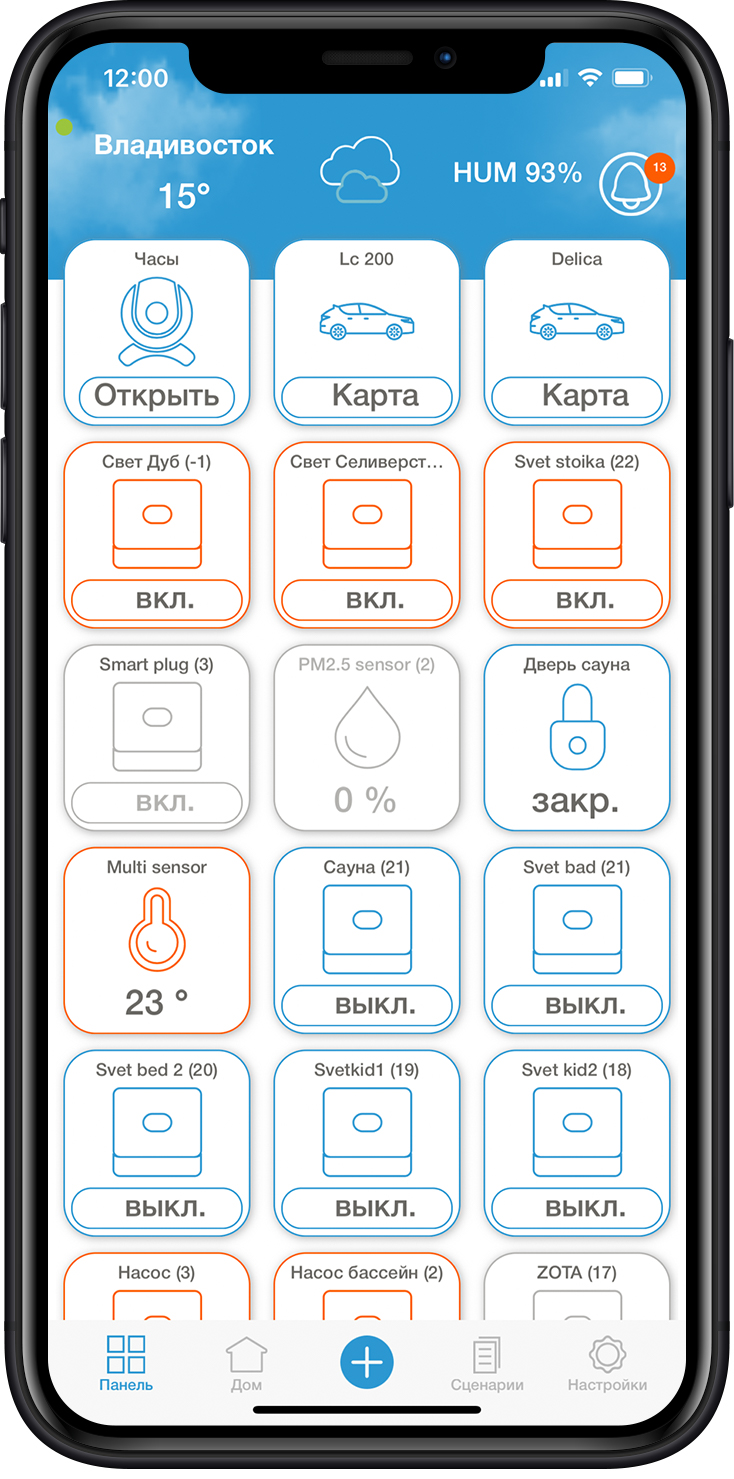 12:00
Владивосток
15°
HUM 93%
13
Часы
Lc 200
Delica
Открыть
Карта
Карта
Свет Дуб (-1)
Свет Селиверст...
Svet stoika (22)
ВКЛ.
ВКЛ.
ВКЛ.
Smart plug (3)
PM2.5 sensor (2)
Дверь сауна
ВКЛ.
0 %
закр.
Multi sensor
Сауна (21)
Svet bad (21)
23 °
ВЫКЛ.
ВЫКЛ.
Svet bed 2 (20)
Svetkid1 (19)
Svet kid2 (18)
ВЫКЛ.
ВЫКЛ.
ВЫКЛ.
Насос (3)
Насос бассейн (2)
ZOTA (17)
Панель
Дом
Сценарии
Настройки